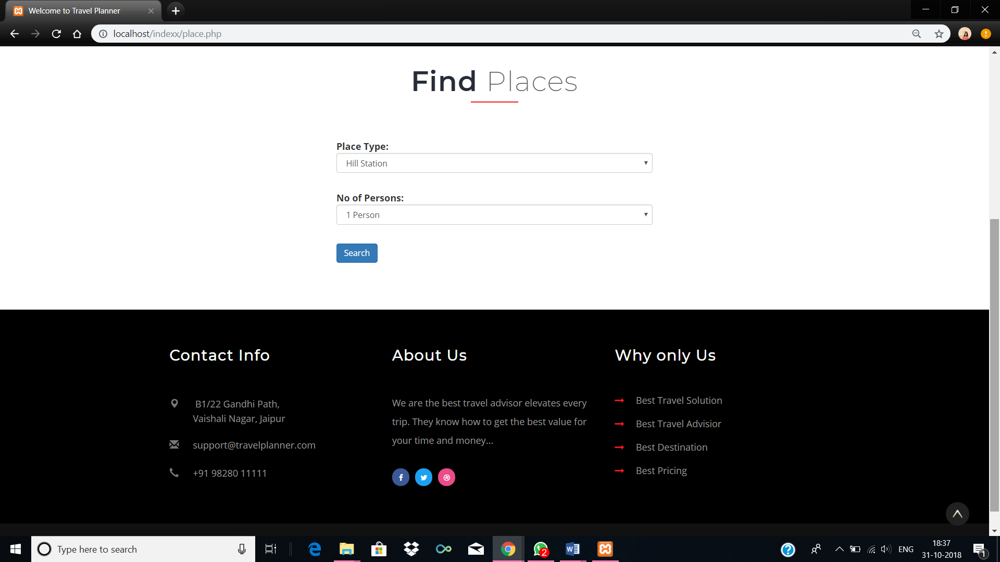 Welcome to Travel Planner
localhost/indexx/place.php
Find Places
Place Type:
Hill Station
No of Persons:
1 Person
Search
Contact Info
B1/22 Gandhi Path,
Vaishali Nagar, Jaipur
support@travelplanner.com
+91 98280 11111
About Us
We are the best travel advisor elevates every
trip. They know how to get the best value for
your time and money...
Why only Us
Best Travel Solution
Best Travel Advisior
Best Destination
Best Pricing
Type here to search
2
ENG
18:37
31-10-2018
1